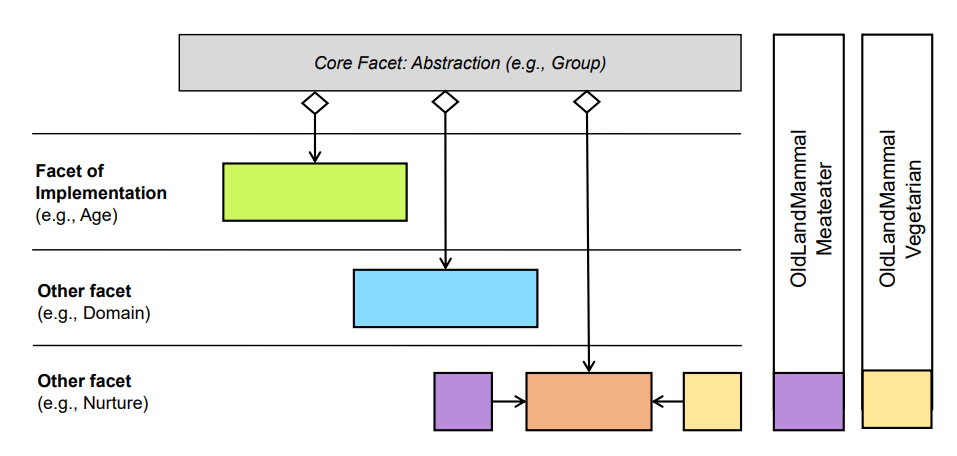 Core Facet: Abstraction (e.g., Group)
Facet of
Implementation
(e.g., Age)
Other facet
(e.g., Domain)
Other facet
(e.g., Nurture)
OldLandMammal
Meateater
OldLandMammal
Vegetarian